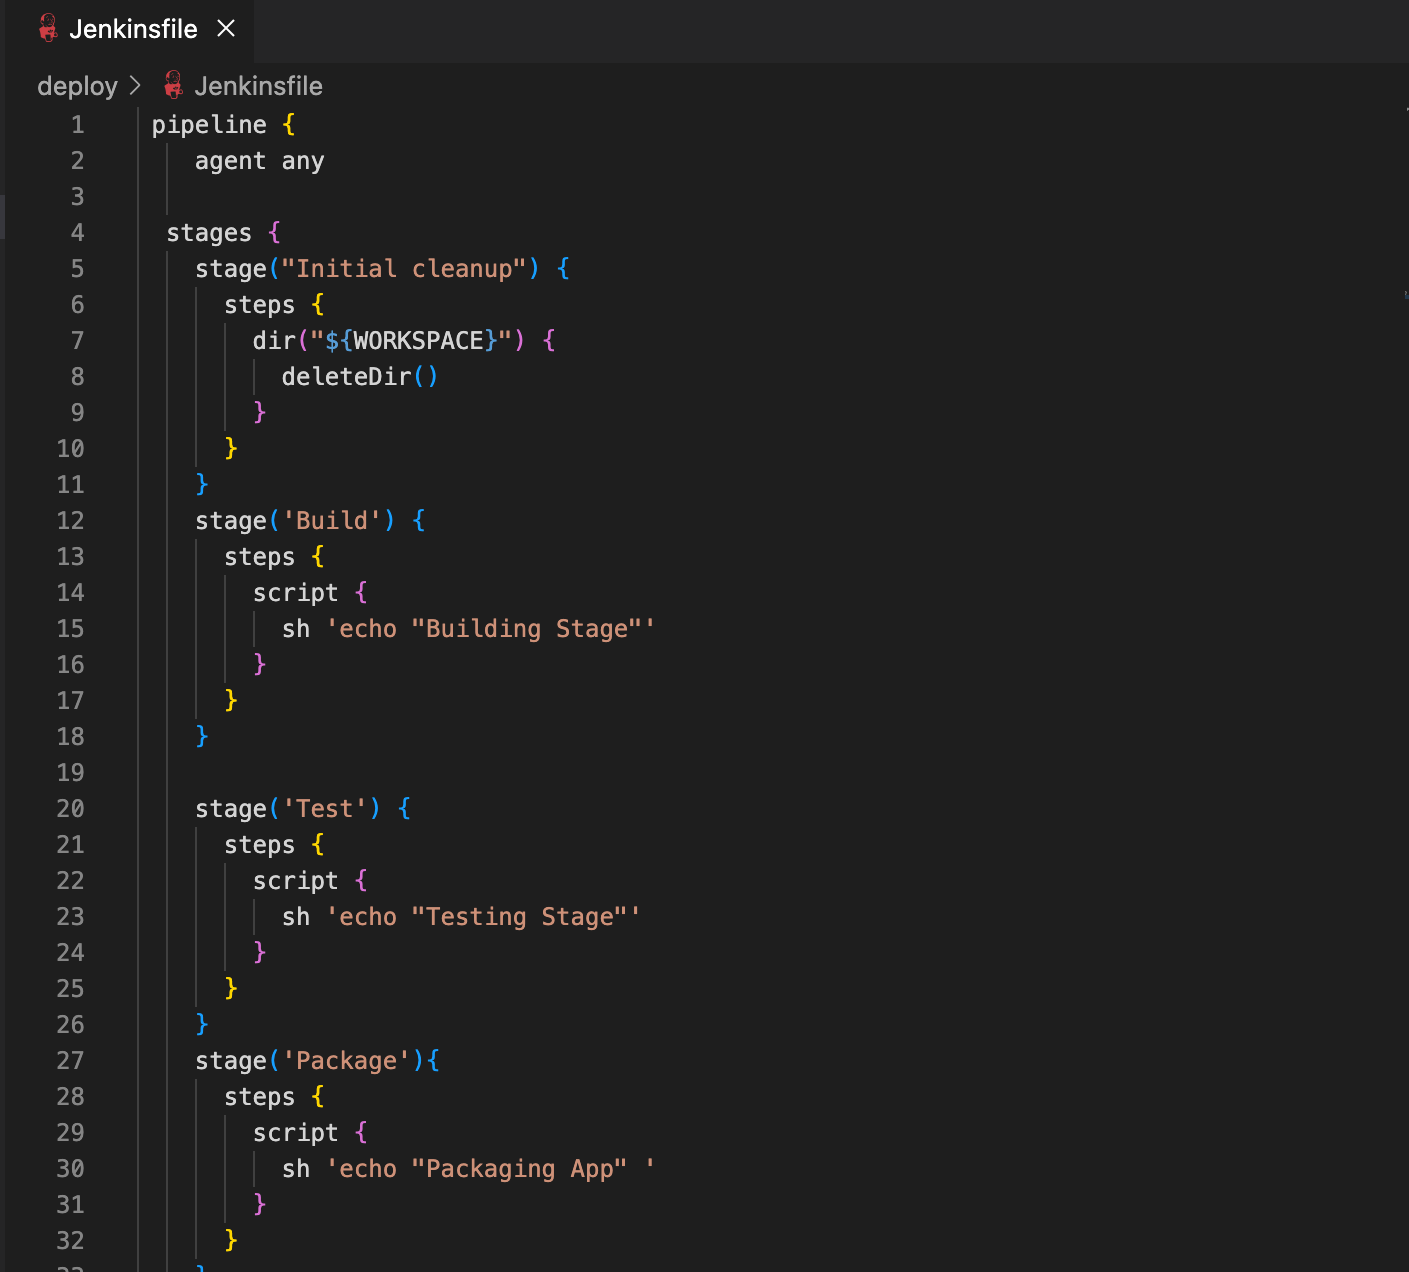 Jenkinsfile
deploy > Jenkinsfile
1 pipeline {
2 agent any
3
4 stages {
5 stage("Initial cleanup") {
6 steps {
7 dir("${WORKSPACE}") {
8 deleteDir()
9 }
10 }
11 }
12 stage('Build') {
13 steps {
14 script {
15 sh 'echo "Building Stage"'
16 }
17 }
18 }
19
20 stage('Test') {
21 steps {
22 script {
23 sh 'echo "Testing Stage"'
24 }
25 }
26 }
27 stage('Package'){
28 steps {
29 script {
30 sh 'echo "Packaging App" '
31 }
32 }